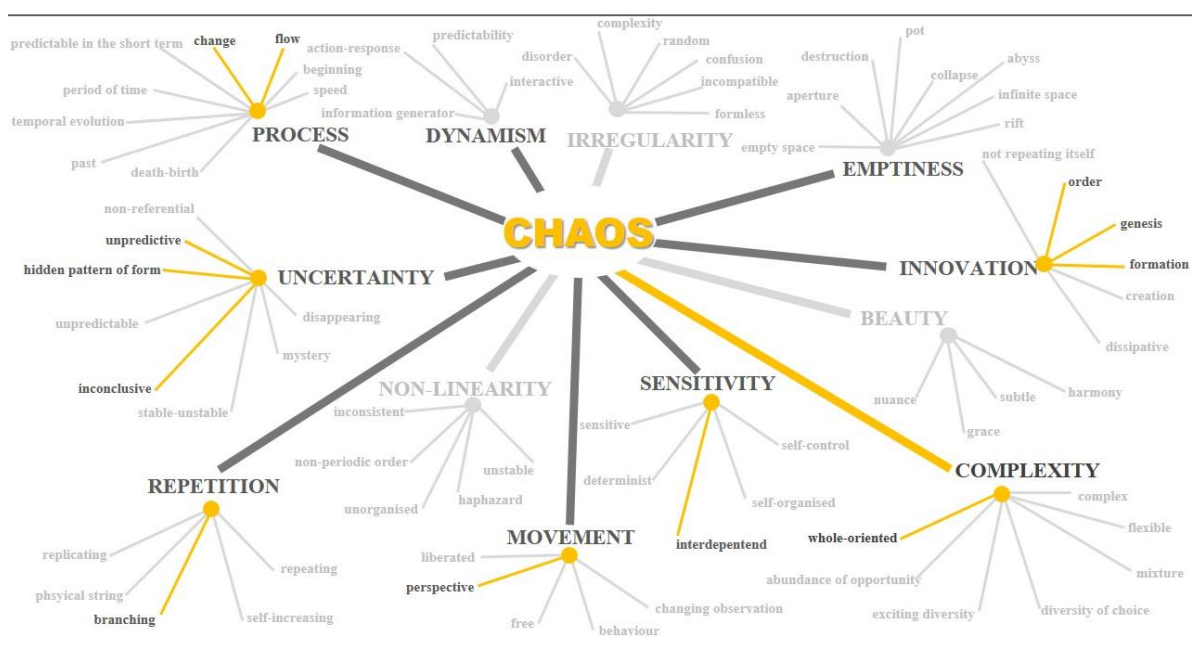 predictable in the short term
change
flow
period of time
beginning
speed
temporal evolution
past
death-birth
PROCESS
action-response
predictability
interactive
information generator
DYNAMISM
complexity
random
disorder
confusion
incompatible
formless
IRREGULARITY
pot
destruction
abyss
collapse
aperture
infinite space
rift
empty space
EMPTINESS
not repeating itself
order
genesis
formation
creation
dissipative
INNOVATION
CHAOS
non-referential
unpredictive
hidden pattern of form
unpredictable
inconclusive
stable-unstable
mystery
disappearing
UNCERTAINTY
BEAUTY
nuance
grace
subtle
harmony
NON-LINEARITY
inconsistent
non-periodic order
unorganised
haphazard
unstable
SENSITIVITY
sensitive
determinist
interdepentend
self-organised
self-control
COMPLEXITY
whole-oriented
complex
flexible
mixture
abundance of opportunity
exciting diversity
diversity of choice
REPETITION
replicating
phsyical string
branching
self-increasing
repeating
MOVEMENT
liberated
perspective
free
behaviour
changing observation